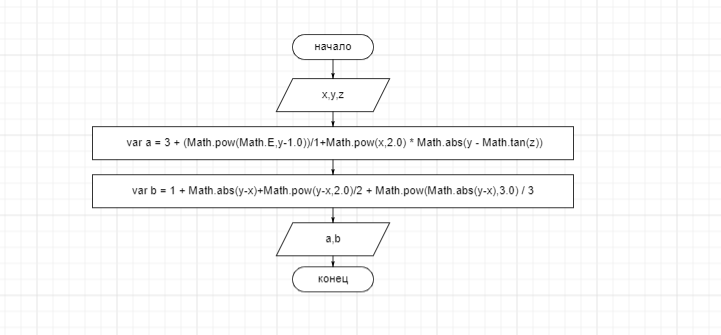 начало
x,y,z
var a = 3 + (Math.pow(Math.E,y-1.0))/1+Math.pow(x,2.0) * Math.abs(y - Math.tan(z))
var b = 1 + Math.abs(y-x)+Math.pow(y-x,2.0)/2 + Math.pow(Math.abs(y-x),3.0) / 3
a,b
конец